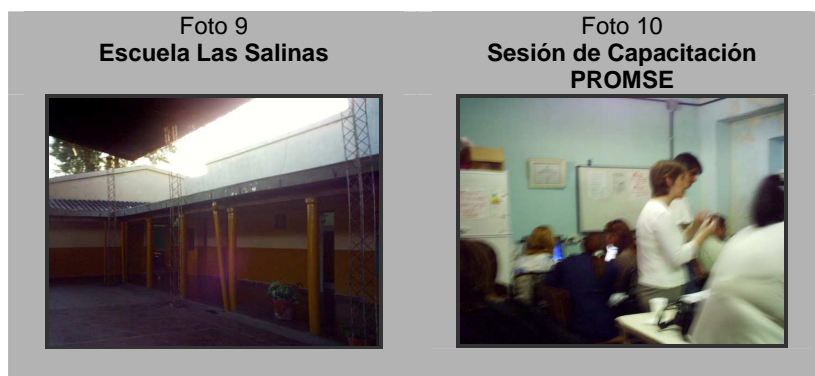 Foto 9
Escuela Las Salinas
Foto 10
Sesión de Capacitación
PROMSE